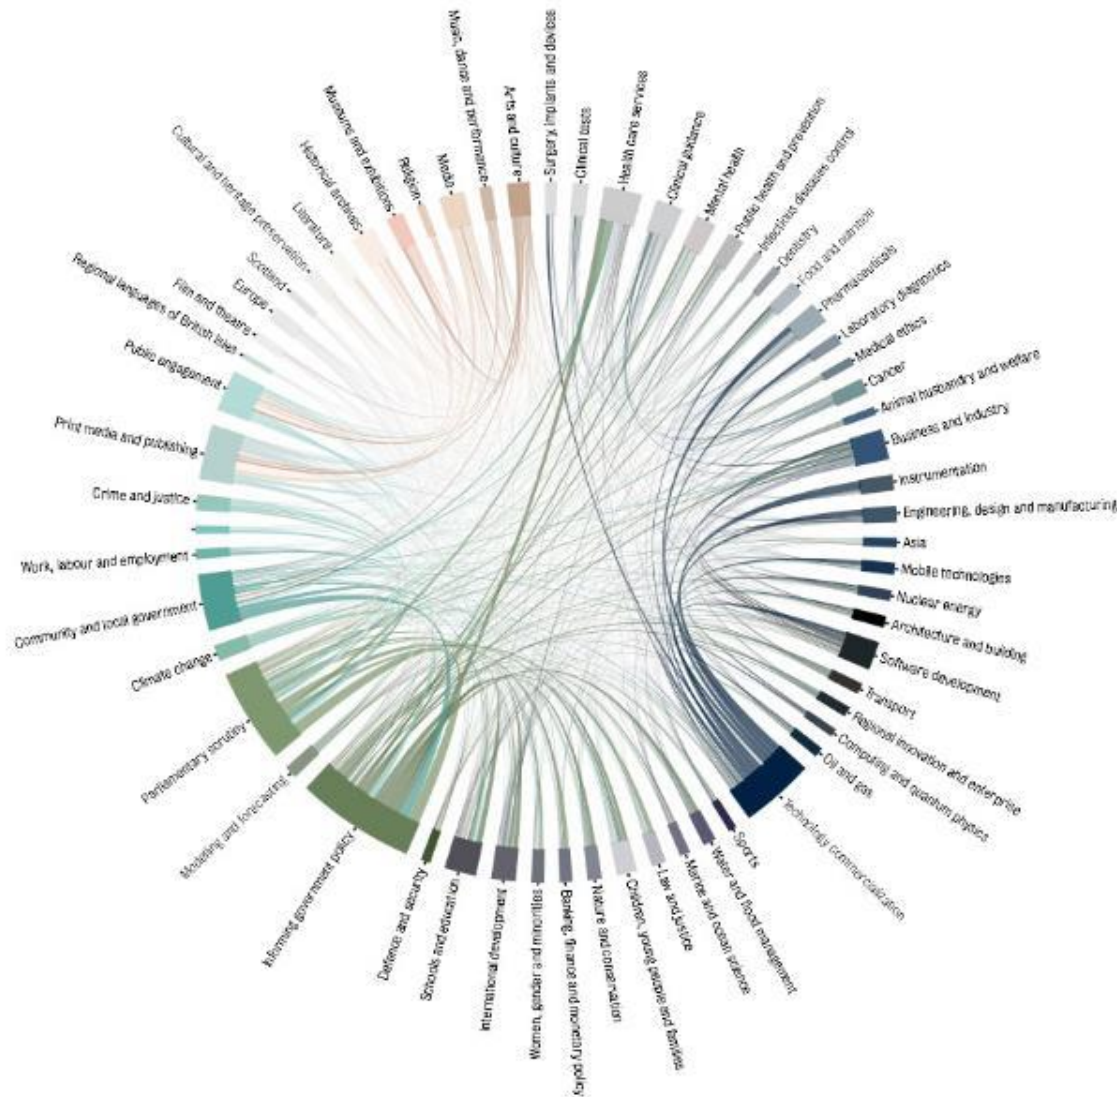 Arts and culture
Surgery, implants and devices
Clinical tests
Health care services
Clinical guidance
Mental health
Public health and prevention
Infectious diseases control
Dentistry
Food and nutrition
Pharmaceuticals
Laboratory diagnostics
Medical ethics
Cancer
Animal husbandry and welfare
Business and industry
Instrumentation
Engineering, design and manufacturing
Asia
Mobile technologies
Nuclear energy
Architecture and building
Software development
Transport
Regional innovation and enterprise
Computing and quantum physics
Oil and gas
Technology commercialization
Sports
Water and flood management
Marine and ocean science
Law and justice
Children, young people and families
Nature and conservation
Banking, finance and monetary policy
Women, gender and minorities
International development
Schools and education
Defence and security
Informing government policy
Modelling and forecasting
Parliamentary scrutiny
Climate change
Community and local government
Work, labour and employment
Crime and justice
Print media and publishing
Public engagement
Regional languages of British Isles
Film and theatre
Europe
Scotland
Cultural and heritage preservation
Literature
Historical archives
Museums and exhibitions
Religion
Media
Music, dance and performance